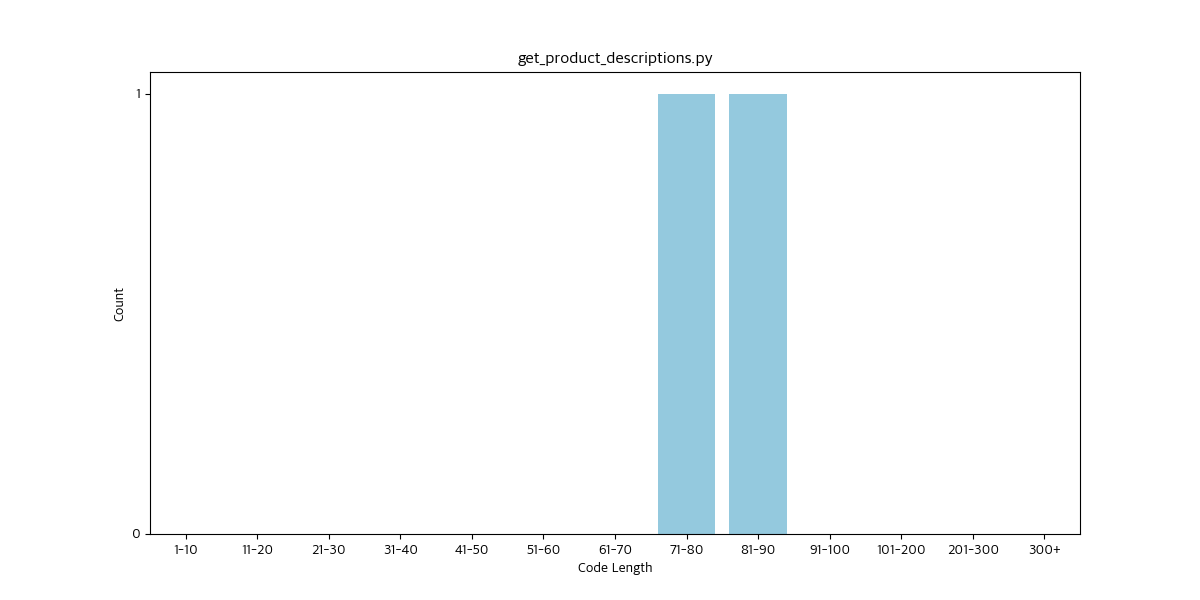 get_product_descriptions.py
1
Count
0
1-10 11-20 21-30 31-40 41-50 51-60 61-70 71-80 81-90 91-100 101-200 201-300 300+
Code Length